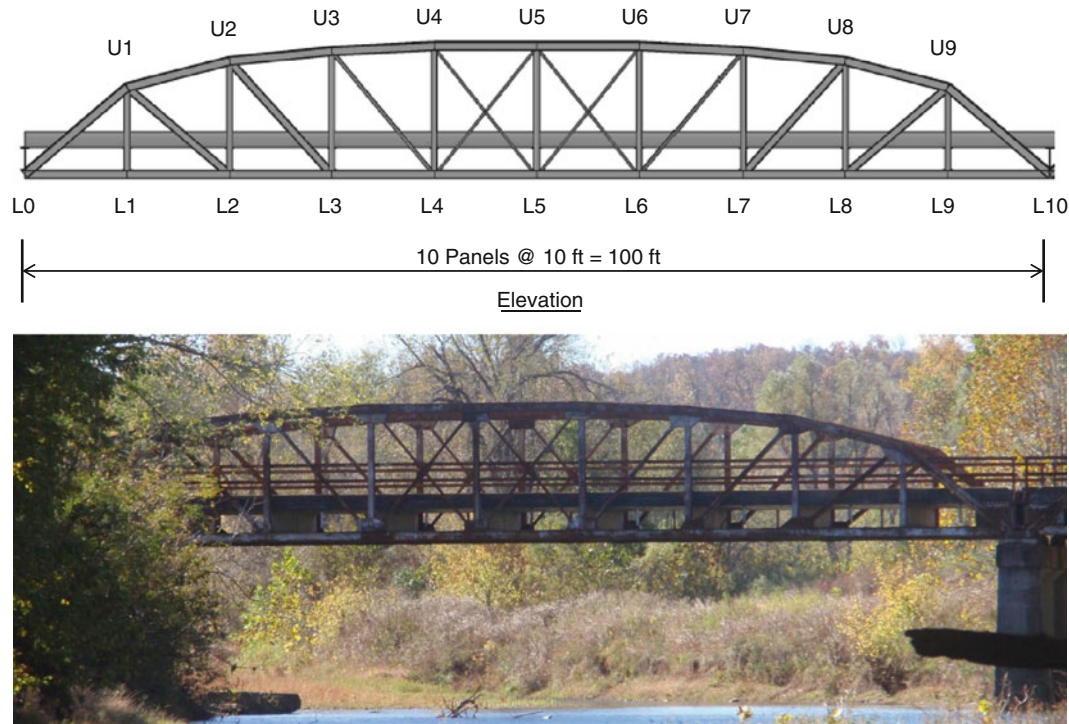 U1 U2 U3 U4 U5 U6 U7 U8 U9
L0 L1 L2 L3 L4 L5 L6 L7 L8 L9 L10
10 Panels @ 10 ft = 100 ft
Elevation